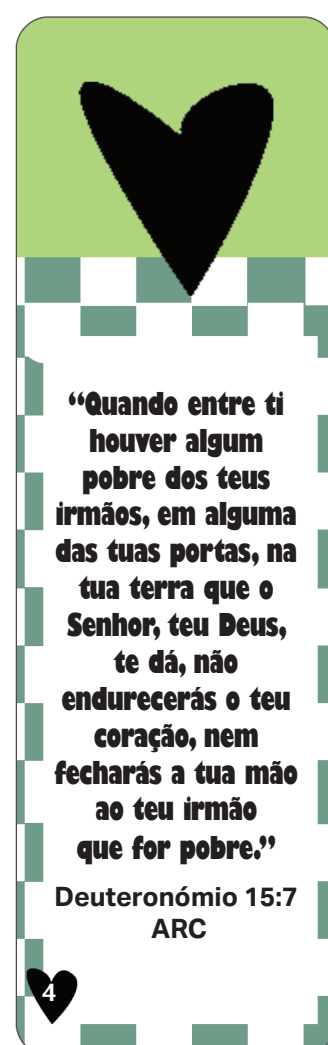 “Quando entre ti
houver algum
pobre dos teus
irmãos, em alguma
das tuas portas, na
tua terra que o
Senhor, teu Deus,
te dá, não
endurecerás o teu
coração, nem
fecharás a tua mão
ao teu irmão
que for pobre.”
Deuteronómio 15:7
ARC
4